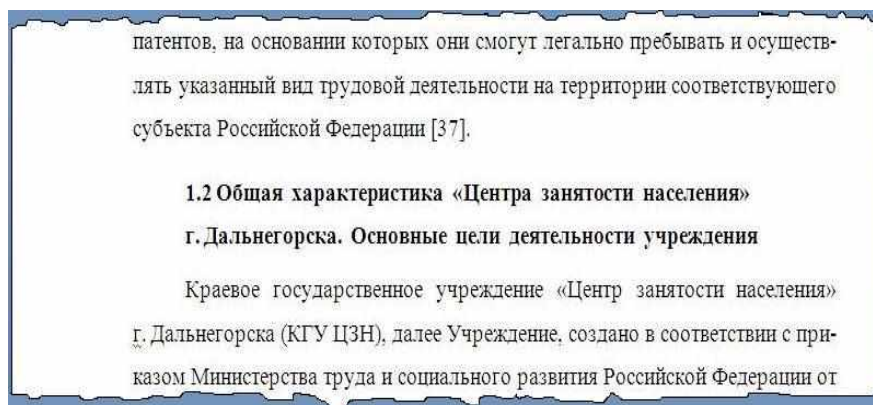 патентов, на основании которых они смогут легально пребывать и осуществ-
лять указанный вид трудовой деятельности на территории соответствующего
субъекта Российской Федерации [37].
1.2 Общая характеристика «Центра занятости населения»
г. Дальнегорска. Основные цели деятельности учреждения
Краевое государственное учреждение «Центр занятости населения»
г. Дальнегорска (КГУ ЦЗН), далее Учреждение, создано в соответствии с при-
казом Министерства труда и социального развития Российской Федерации от